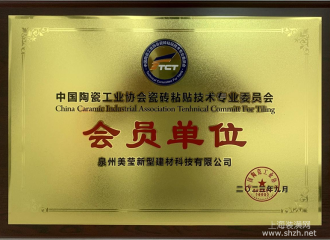 TCT
中国陶瓷工业协会瓷砖粘贴技术专业委员会
China Ceramic Industrial Association Technical Committ For Tiling
会员单位
泉州美莹新型建材科技有限公司
二〇二三年九月
上海装潢网
www.shzh.net